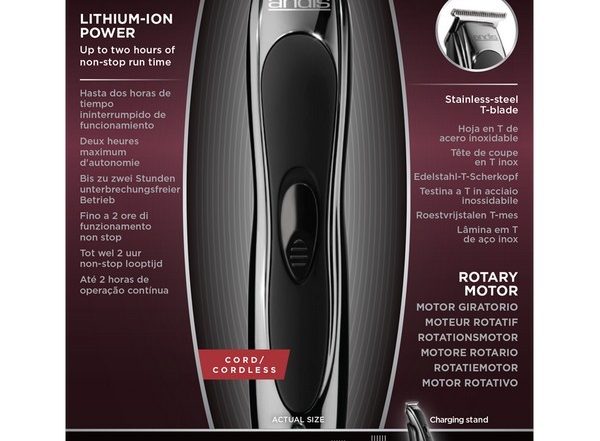 andis
LITHIUM-ION
POWER
Up to two hours of
non-stop run time
Hasta dos horas de
tiempo
ininterrumpido de
funcionamiento
Deux heures
maximum
d'autonomie
Bis zu zwei Stunden
unterbrechungsfreier
Betrieb
Fino a 2 ore di
funzionamento
non stop
Tot wel 2 uur
non-stop looptijd
Até 2 horas de
operação contínua
Stainless-steel
T-blade
Hoja en T de
acero inoxidable
Tête de coupe
en T inox
Edelstahl-T-Scherkopf
Testina a T in acciaio
inossidabile
Roestvrijstalen T-mes
Lâmina em T
de aço inox
ROTARY
MOTOR
MOTOR GIRATORIO
MOTEUR ROTATIF
ROTATIONSMOTOR
MOTORE ROTARIO
ROTATIEMOTOR
MOTOR ROTATIVO
CORD/
CORDLESS
ACTUAL SIZE
Charging stand